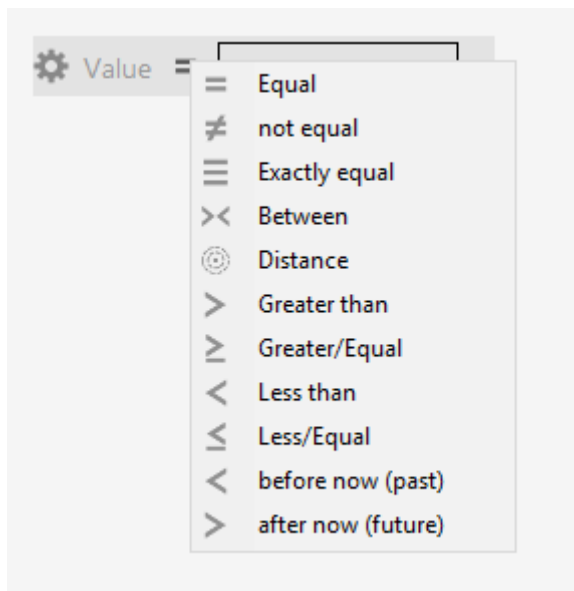 Value =
= Equal
≠ not equal
☰ Exactly equal
>< Between
Distance
> Greater than
≥ Greater/Equal
< Less than
≤ Less/Equal
< before now (past)
> after now (future)